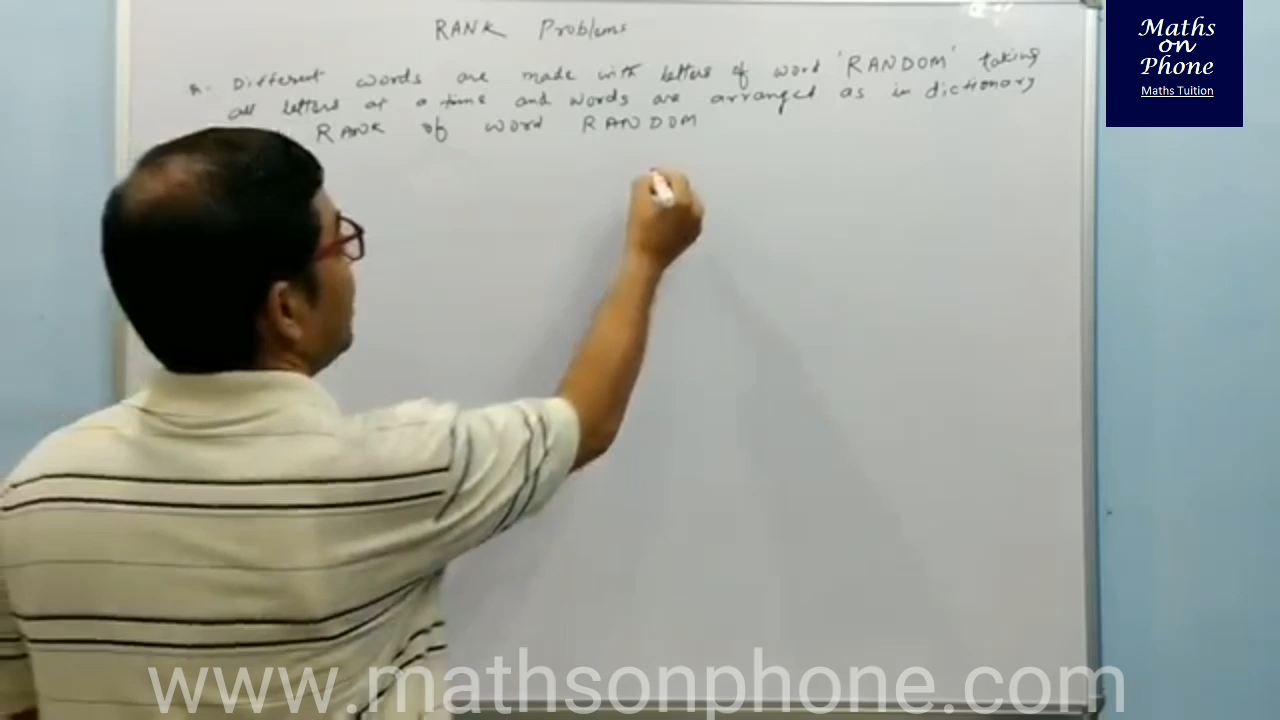 RANK Problems
Q. Different words are made with letters of word 'RANDOM' taking
all letters at a time and words are arranged as in dictionary
RANK of word RANDOM
Maths
on
Phone
Maths Tuition
www.mathsonphone.com